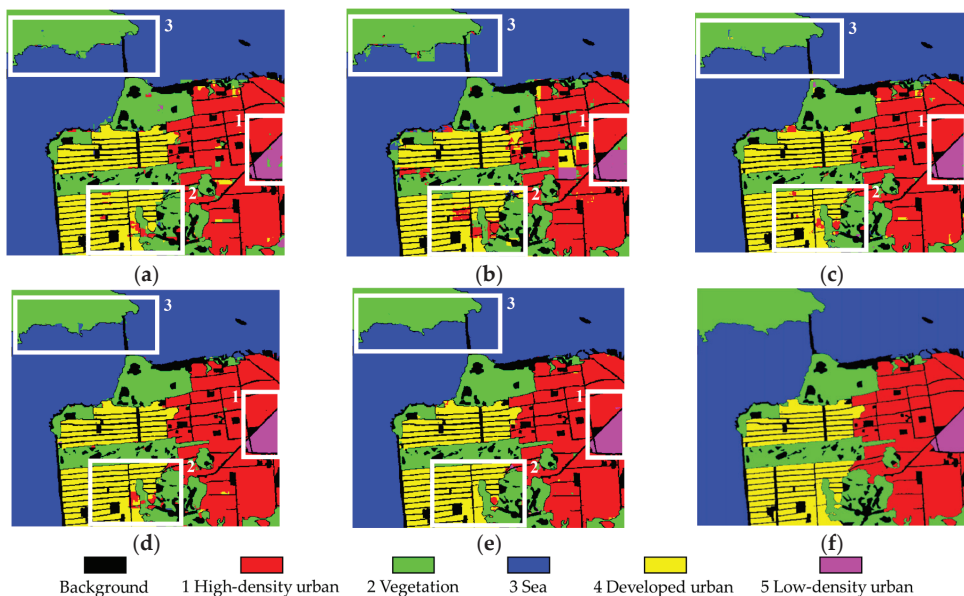 3
3
3
1
1
1
2
2
2
(a)
(b)
(c)
3
3
1
1
2
2
(d)
(e)
(f)
Background
1 High-density urban
2 Vegetation
3 Sea
4 Developed urban
5 Low-density urban